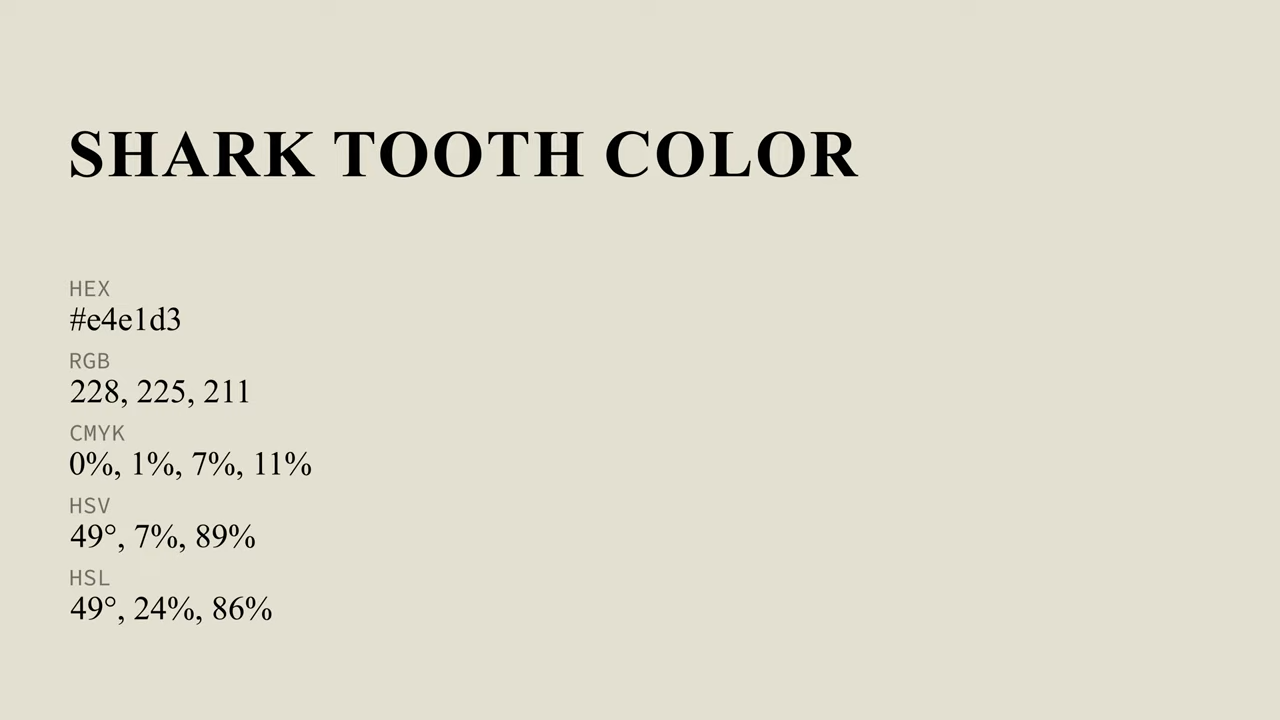 SHARK TOOTH COLOR
HEX
#e4e1d3
RGB
228, 225, 211
CMYK
0%, 1%, 7%, 11%
HSV
49°, 7%, 89%
HSL
49°, 24%, 86%